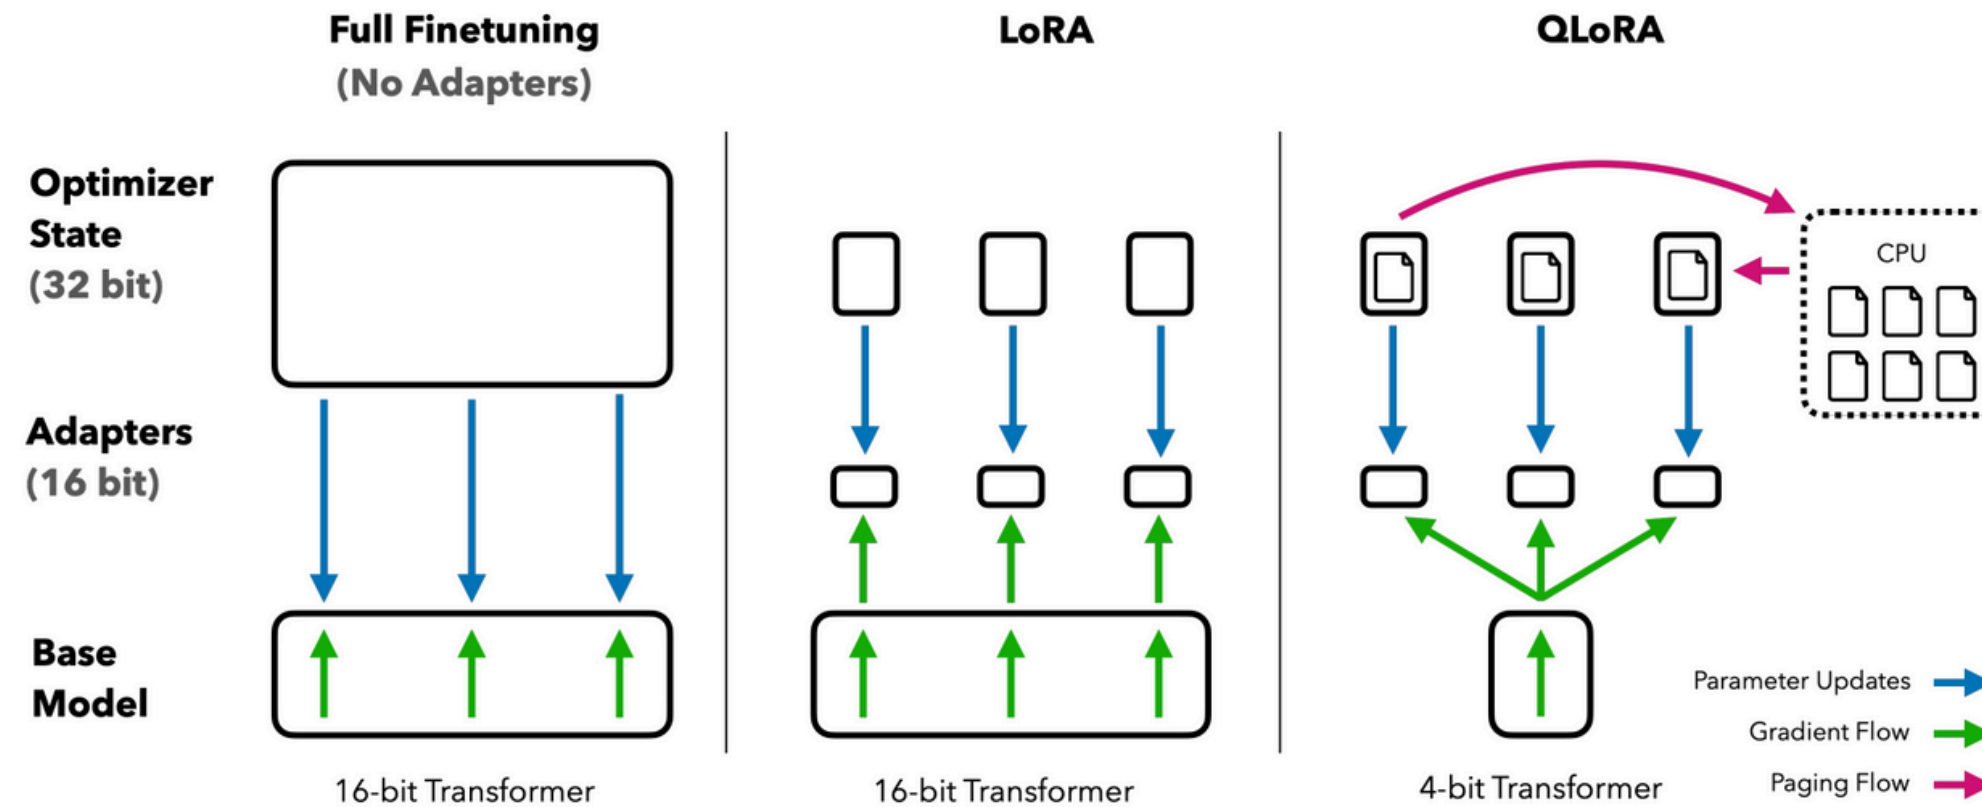 Full Finetuning
(No Adapters)
LoRA
QLoRA
Optimizer
State
(32 bit)
CPU
Adapters
(16 bit)
Base
Model
Parameter Updates
Gradient Flow
Paging Flow
16-bit Transformer
16-bit Transformer
4-bit Transformer